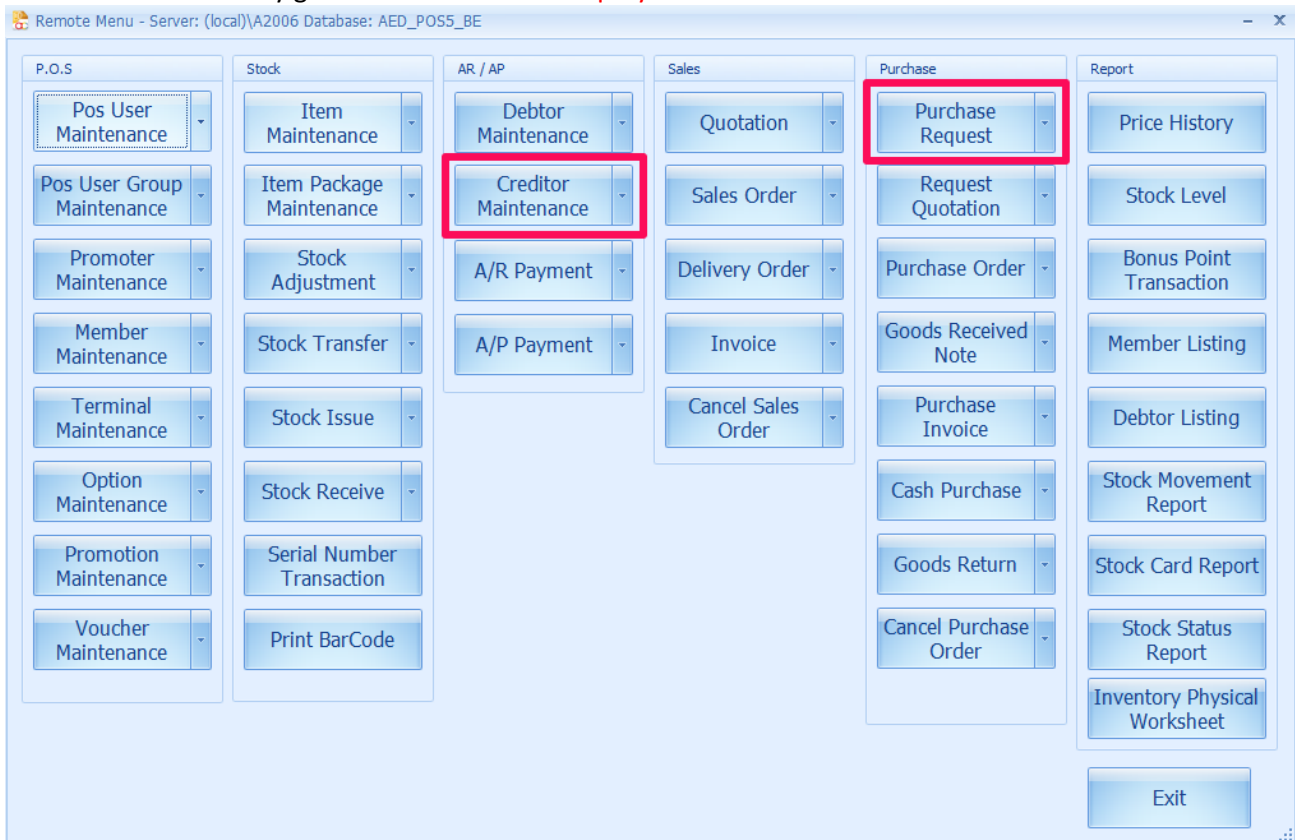 Remote Menu - Server: (local)\A2006 Database: AED_POS5_BE
P.O.S
Pos User
Maintenance
Pos User Group
Maintenance
Promoter
Maintenance
Member
Maintenance
Terminal
Maintenance
Option
Maintenance
Promotion
Maintenance
Voucher
Maintenance
Stock
Item
Maintenance
Item Package
Maintenance
Stock
Adjustment
Stock Transfer
Stock Issue
Stock Receive
Serial Number
Transaction
Print BarCode
AR / AP
Debtor
Maintenance
Creditor
Maintenance
A/R Payment
A/P Payment
Sales
Quotation
Sales Order
Delivery Order
Invoice
Cancel Sales
Order
Purchase
Purchase
Request
Request
Quotation
Purchase Order
Goods Received
Note
Purchase
Invoice
Cash Purchase
Goods Return
Cancel Purchase
Order
Report
Price History
Stock Level
Bonus Point
Transaction
Member Listing
Debtor Listing
Stock Movement
Report
Stock Card Report
Stock Status
Report
Inventory Physical
Worksheet
Exit